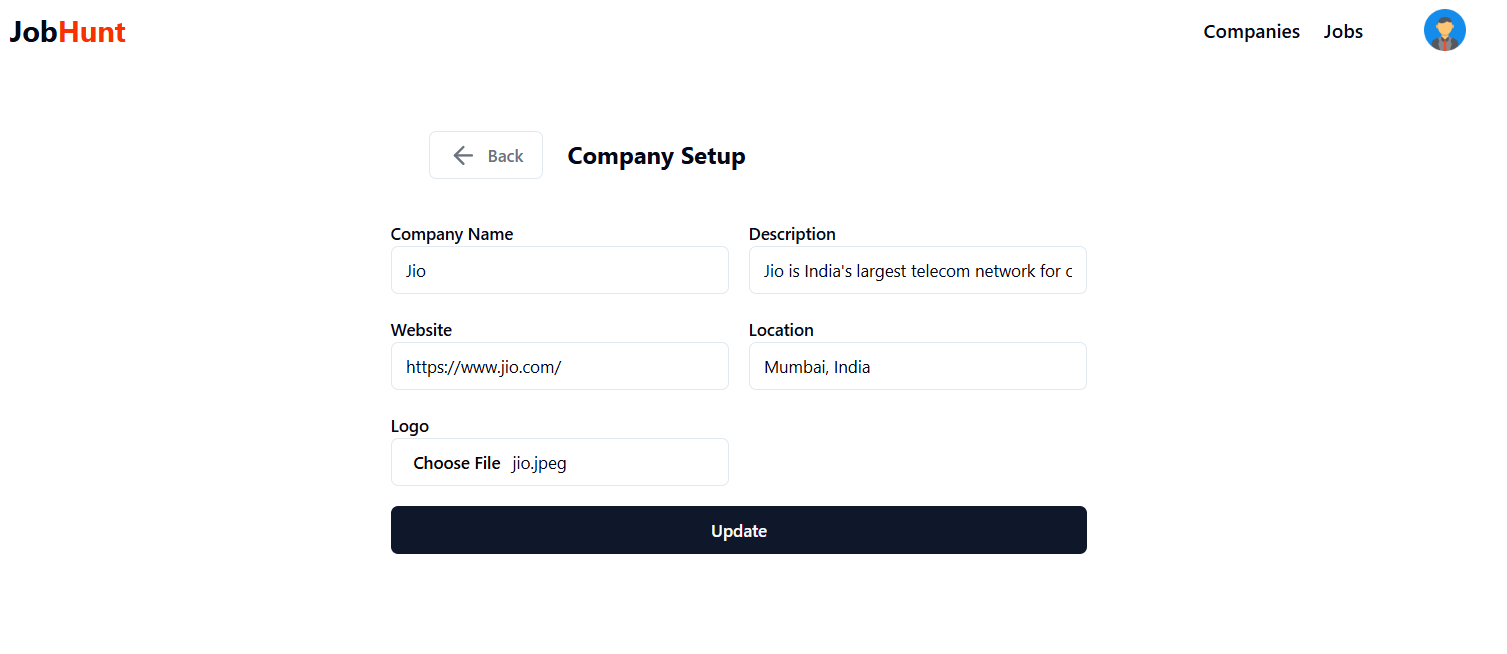 JobHunt
Companies Jobs
Back
Company Setup
Company Name
Description
Jio
Jio is India's largest telecom network for c
Website
Location
https://www.jio.com/
Mumbai, India
Logo
Choose File jio.jpeg
Update